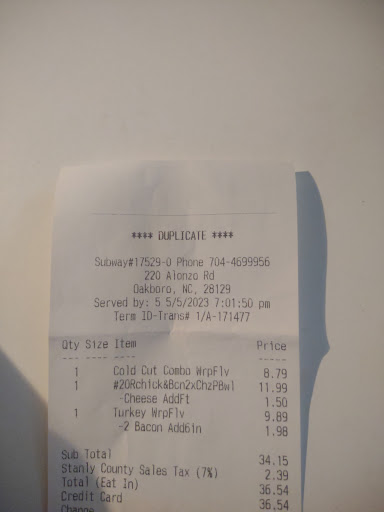 **** DUPLICATE ****
Subway#17529-0 Phone 704-4699956
220 Alonzo Rd
Oakboro, NC, 28129
Served by: 5 5/5/2023 7:01:50 pm
Term ID-Trans# 1/A-171477
Qty Size Item Price
--- ---- ---- -----
1 Cold Cut Combo WrpFlv 8.79
1 #20Rchick&Bcn2xChzPBwl 11.99
-Cheese AddFt 1.50
1 Turkey WrpFlv 9.89
-2 Bacon Add6in 1.98
Sub Total 34.15
Stanly County Sales Tax (7%) 2.39
Total (Eat In) 36.54
Credit Card 36.54
Change